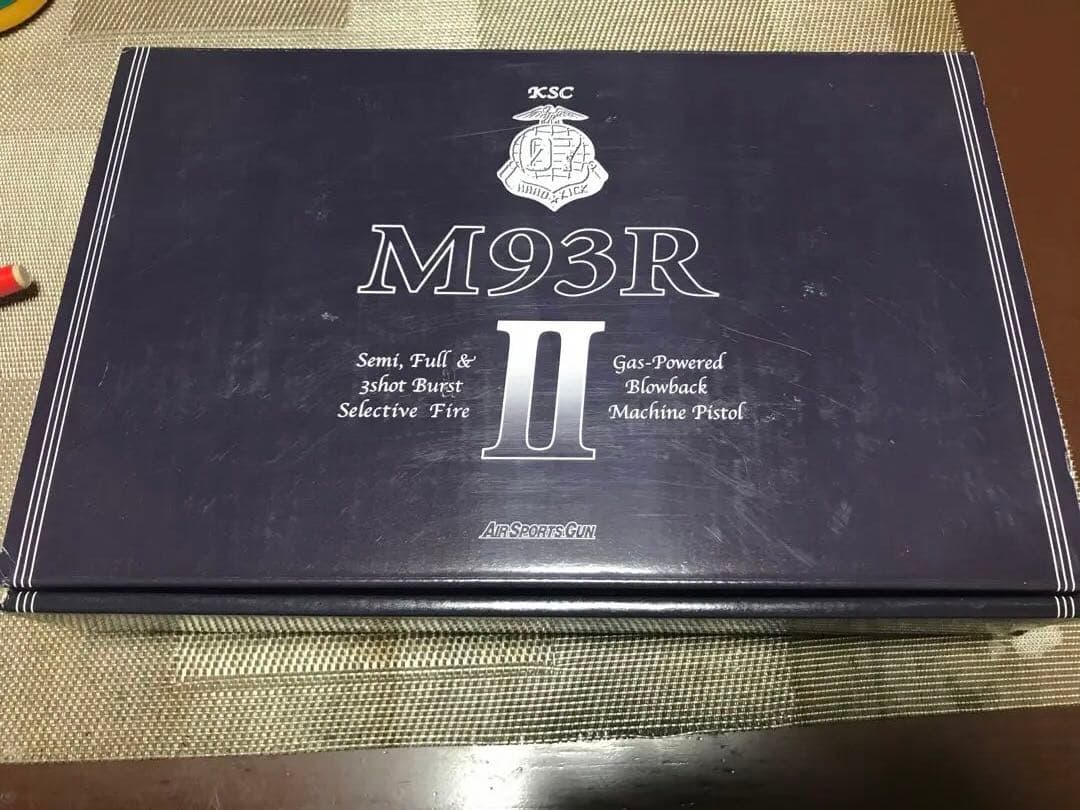 KSC
07
HARD★KICK
M93R
II
Semi, Full &
3shot Burst
Selective Fire
Gas-Powered
Blowback
Machine Pistol
AIR SPORTS GUN